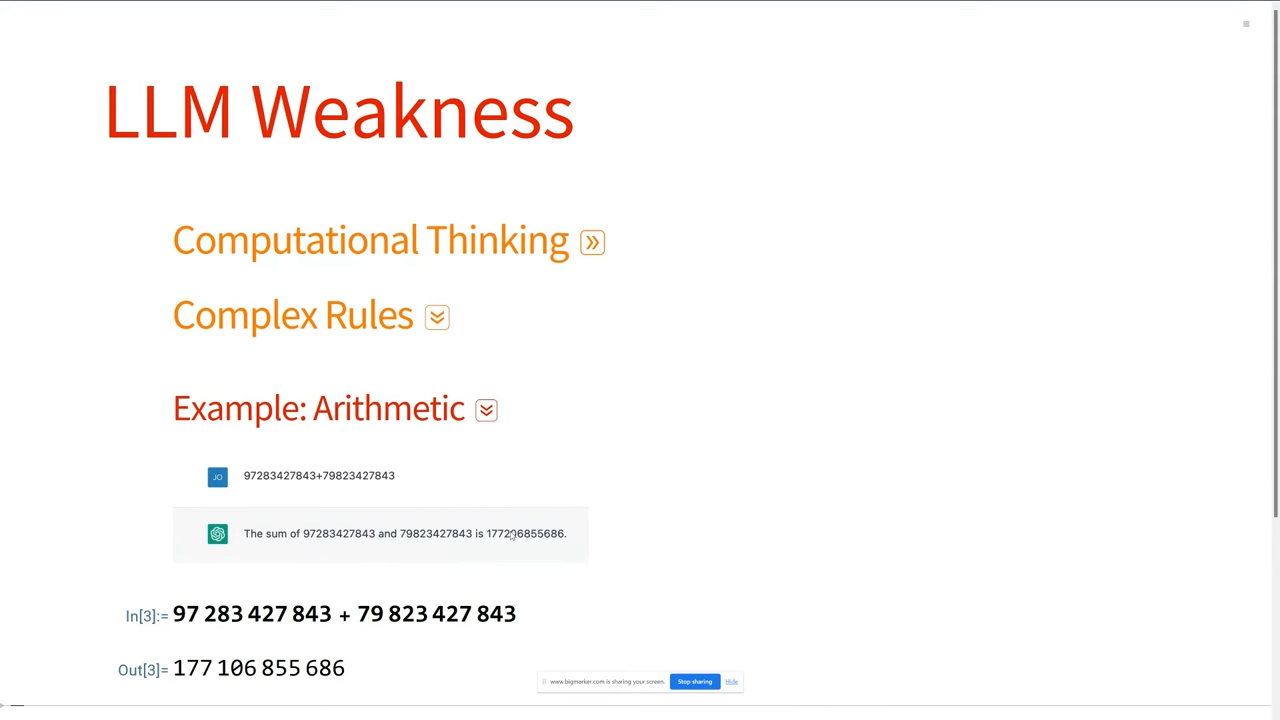 LLM Weakness
Computational Thinking
Complex Rules
Example: Arithmetic
JO 97283427843+79823427843
The sum of 97283427843 and 79823427843 is 177206855686.
In[3]:= 97 283 427 843 + 79 823 427 843
Out[3]= 177 106 855 686
www.bigmarker.com is sharing your screen. Stop sharing Hide